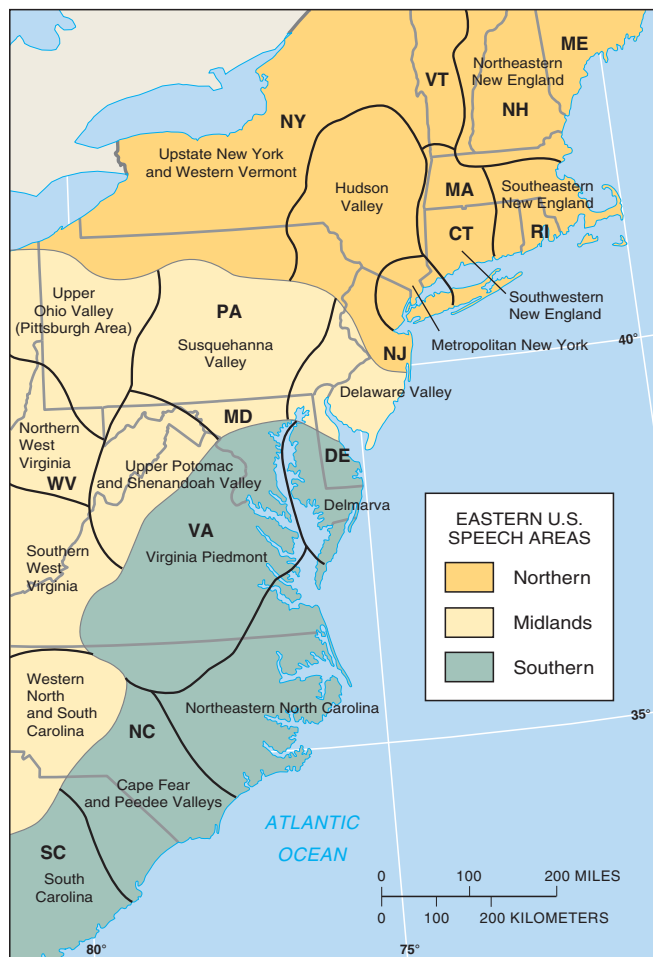 ME
VT
Northeastern
New England
NH
NY
Upstate New York
and Western Vermont
Hudson
Valley
MA
Southeastern
New England
CT
RI
Southwestern
New England
Metropolitan New York
40°
Upper
Ohio Valley
(Pittsburgh Area)
PA
Susquehanna
Valley
NJ
Delaware Valley
MD
Northern
West
Virginia
WV
Upper Potomac
and Shenandoah Valley
DE
Delmarva
VA
Virginia Piedmont
Southern
West
Virginia
EASTERN U.S.
SPEECH AREAS
Northern
Midlands
Southern
Western
North
and South
Carolina
Northeastern North Carolina
35°
NC
Cape Fear
and Peedee Valleys
ATLANTIC
OCEAN
SC
South
Carolina
0 100 200 MILES
0 100 200 KILOMETERS
80°
75°